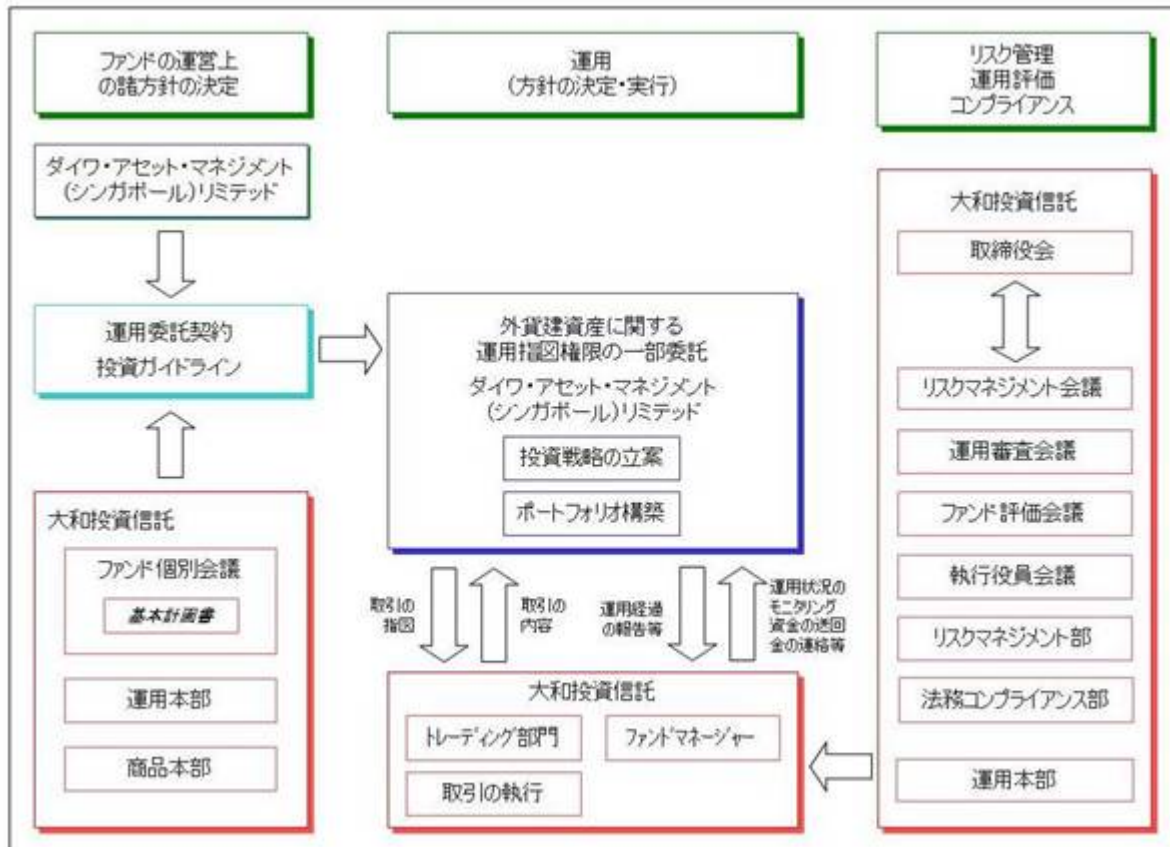 ファンドの運営上
の諸方針の決定
運用
(方針の決定・実行)
リスク管理
運用評価
コンプライアンス
ダイワ・アセット・マネジメント
(シンガポール)リミテッド
運用委託契約
投資ガイドライン
大和投資信託
ファンド個別会議
基本計画書
運用本部
商品本部
外貨建資産に関する
運用指図権限の一部委託
ダイワ・アセット・マネジメント
(シンガポール)リミテッド
投資戦略の立案
ポートフォリオ構築
取引の
指図
取引の
内容
運用経過
の報告等
運用状況の
モニタリング
資金の送回
金の連絡等
大和投資信託
トレーディング部門
ファンドマネージャー
取引の執行
大和投資信託
取締役会
リスクマネジメント会議
運用審査会議
ファンド評価会議
執行役員会議
リスクマネジメント部
法務コンプライアンス部
運用本部